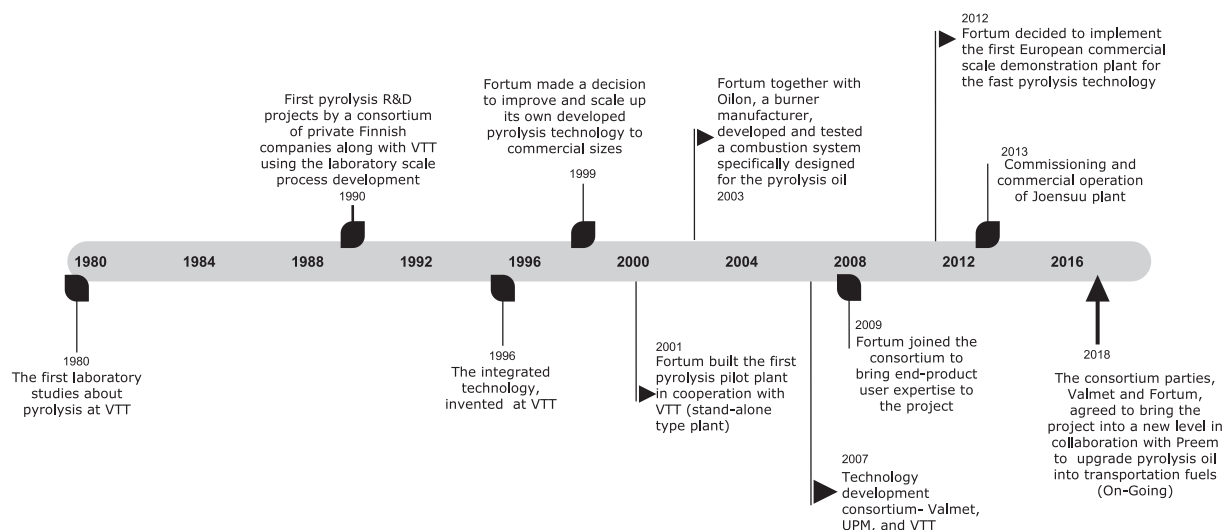 2012
Fortum decided to implement
the first European commercial
scale demonstration plant for
the fast pyrolysis technology
Fortum made a decision
to improve and scale up
its own developed
pyrolysis technology to
commercial sizes
1999
Fortum together with
Oilon, a burner
manufacturer,
developed and tested
a combustion system
specifically designed
for the pyrolysis oil
2003
First pyrolysis R&D
projects by a consortium
of private Finnish
companies along with VTT
using the laboratory scale
process development
1990
2013
Commissioning and
commercial operation
of Joensuu plant
1980 1984 1988 1992 1996 2000 2004 2008 2012 2016
1980
The first laboratory
studies about
pyrolysis at VTT
1996
The integrated
technology,
invented at VTT
2001
Fortum built the first
pyrolysis pilot plant
in cooperation with
VTT (stand-alone
type plant)
2007
Technology
development
consortium- Valmet,
UPM, and VTT
2009
Fortum joined the
consortium to
bring end-product
user expertise to
the project
2018
The consortium parties,
Valmet and Fortum,
agreed to bring the
project into a new level in
collaboration with Preem
to upgrade pyrolysis oil
into transportation fuels
(On-Going)